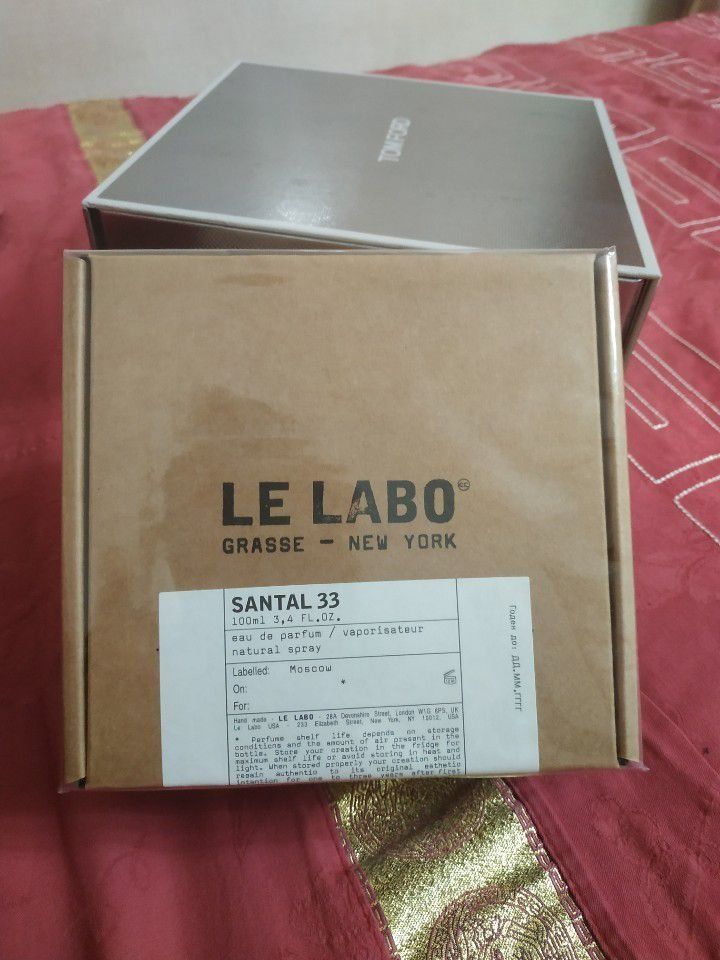 TOM FORD
LE LABO
GRASSE - NEW YORK
SANTAL 33
100ml 3,4 FL.OZ.
eau de parfum / vaporisateur
natural spray
Labelled: Moscow
On: *
For:
Hand made - LE LABO - 28A Devonshire Street, London W1G 6PS, UK
Le Labo USA - 233 Elizabeth Street, New York, NY 10012, USA
* Perfume shelf life depends on storage
conditions and the amount of air present in the
bottle. Store your creation in the fridge for
maximum shelf life or avoid storing in heat and
light. When stored properly your creation should
remain authentic to its original esthetic
intention for one to three years after first
Годен до: ДД.ММ.ГГГГ